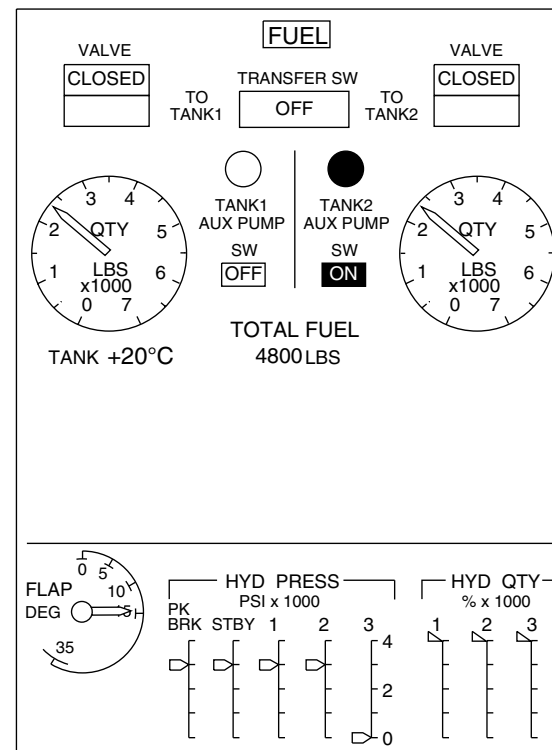 FUEL
VALVE
CLOSED
TO
TANK1
TRANSFER SW
OFF
TO
TANK2
VALVE
CLOSED
TANK1
AUX PUMP
SW
OFF
TANK2
AUX PUMP
SW
ON
0 1 2 3 4 5 6 7
QTY
LBS
x1000
0 1 2 3 4 5 6 7
QTY
LBS
x1000
TANK +20°C
TOTAL FUEL
4800 LBS
FLAP
DEG
0 5 10 15 35
HYD PRESS
PSI x 1000
PK
BRK STBY 1 2 3
4
2
0
HYD QTY
% x 1000
1 2 3